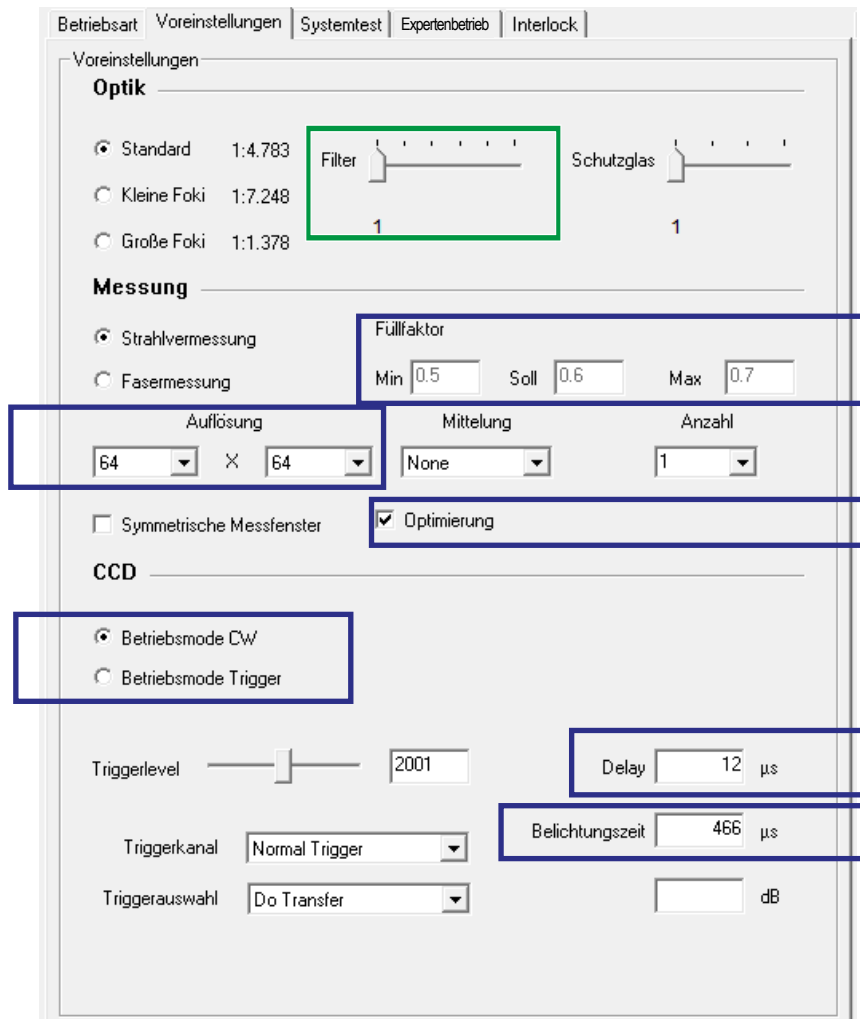 Betriebsart Voreinstellungen Systemtest Expertenbetrieb Interlock
Voreinstellungen
Optik
Standard 1:4.783 Filter Schutzglas
Kleine Foki 1:7.248
1 1
Große Foki 1:1.378
Messung
Strahlvermessung Füllfaktor
Fasermessung Min 0.5 Soll 0.6 Max 0.7
Auflösung Mittelung Anzahl
64 X 64 None 1
Symmetrische Messfenster Optimierung
CCD
Betriebsmode CW
Betriebsmode Trigger
Triggerlevel 2001 Delay 12 µs
Belichtungszeit 466 µs
Triggerkanal Normal Trigger
Triggerauswahl Do Transfer dB